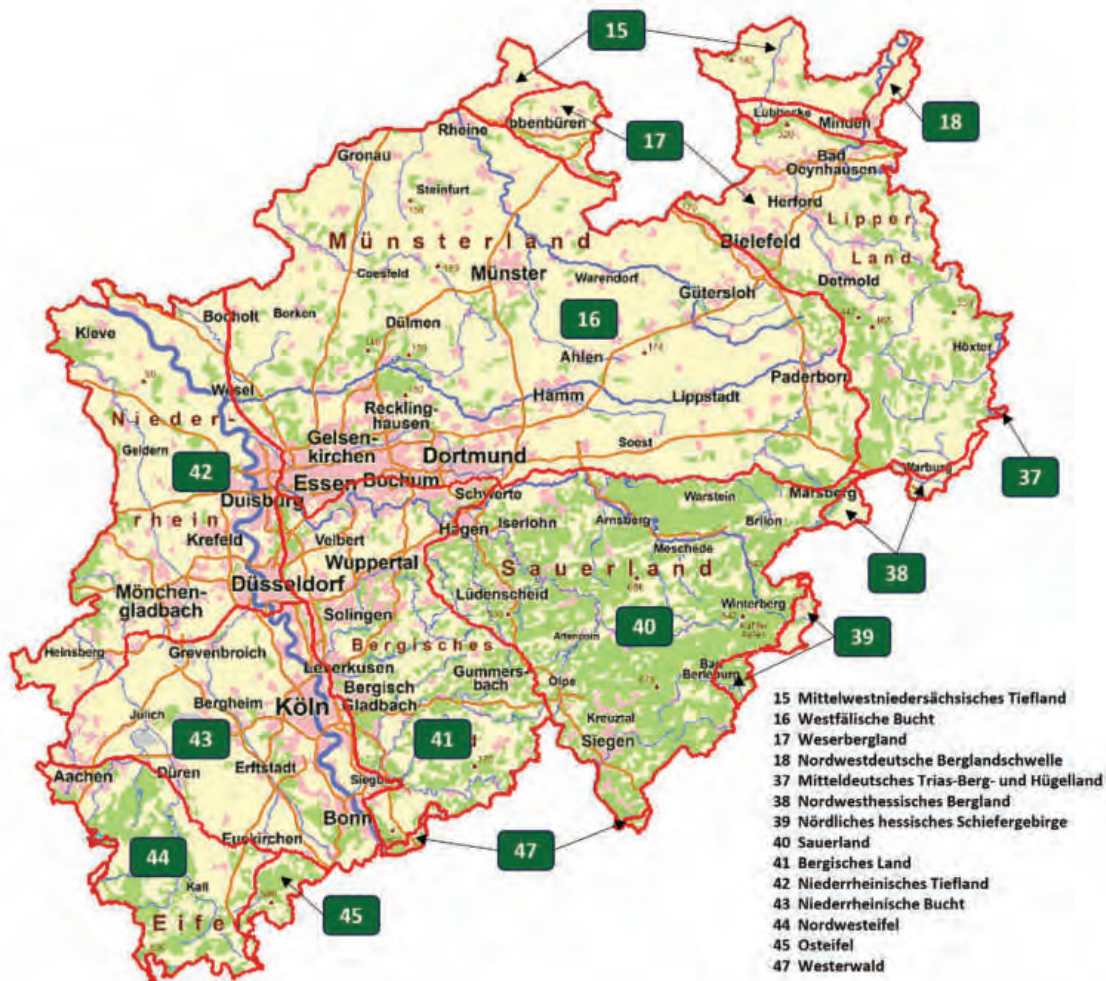 15
18
17
Rheine
bbenbüren
Lübbecke
Minden
Gronau
Bad
Oeynhausen
Steinfurt
Herford
Lipper
Land
Münsterland
Bielefeld
Coesfeld
Münster
Warendorf
Detmold
Gütersloh
16
Kleve
Bocholt
Borken
Dülmen
Ahlen
Höxter
Wesel
Hamm
Paderborn
Lippstadt
Nieder-
rhein
Reckling-
hausen
Geldern
Gelsen-
kirchen
Dortmund
Soest
42
Essen
Bochum
Warburg
37
Duisburg
Schwerte
Warstein
Marsberg
Krefeld
Velbert
Hagen
Iserlohn
Arnsberg
Brilon
Wuppertal
Meschede
Sauerland
38
Mönchen-
gladbach
Düsseldorf
Lüdenscheid
Solingen
Winterberg
40
39
Heinsberg
Grevenbroich
Bergisches
Attendorn
Leverkusen
Gummers-
bach
Olpe
Bad
Berleburg
Bergisch
Gladbach
Bergheim
Köln
Kreuztal
Jülich
43
41
Siegen
Aachen
Düren
Erftstadt
Siegburg
Bonn
Euskirchen
47
44
Kall
Eifel
45
15 Mittelwestniedersächsisches Tiefland
16 Westfälische Bucht
17 Weserbergland
18 Nordwestdeutsche Berglandschwelle
37 Mitteldeutsches Trias-Berg- und Hügelland
38 Nordwesthessisches Bergland
39 Nördliches hessisches Schiefergebirge
40 Sauerland
41 Bergisches Land
42 Niederrheinisches Tiefland
43 Niederrheinische Bucht
44 Nordwesteifel
45 Osteifel
47 Westerwald